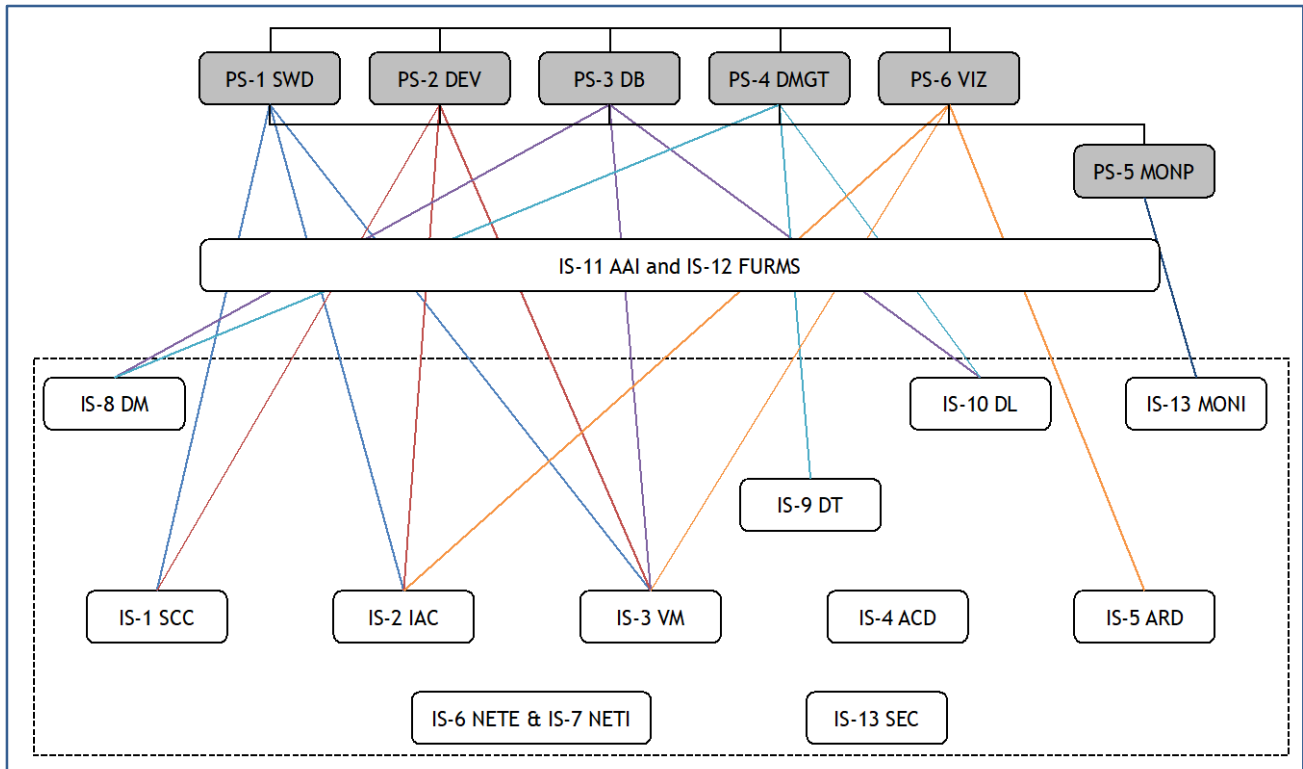 PS-1 SWD
PS-2 DEV
PS-3 DB
PS-4 DMGT
PS-6 VIZ
PS-5 MONP
IS-11 AAI and IS-12 FURMS
IS-8 DM
IS-10 DL
IS-13 MONI
IS-9 DT
IS-1 SCC
IS-2 IAC
IS-3 VM
IS-4 ACD
IS-5 ARD
IS-6 NETE & IS-7 NETI
IS-13 SEC